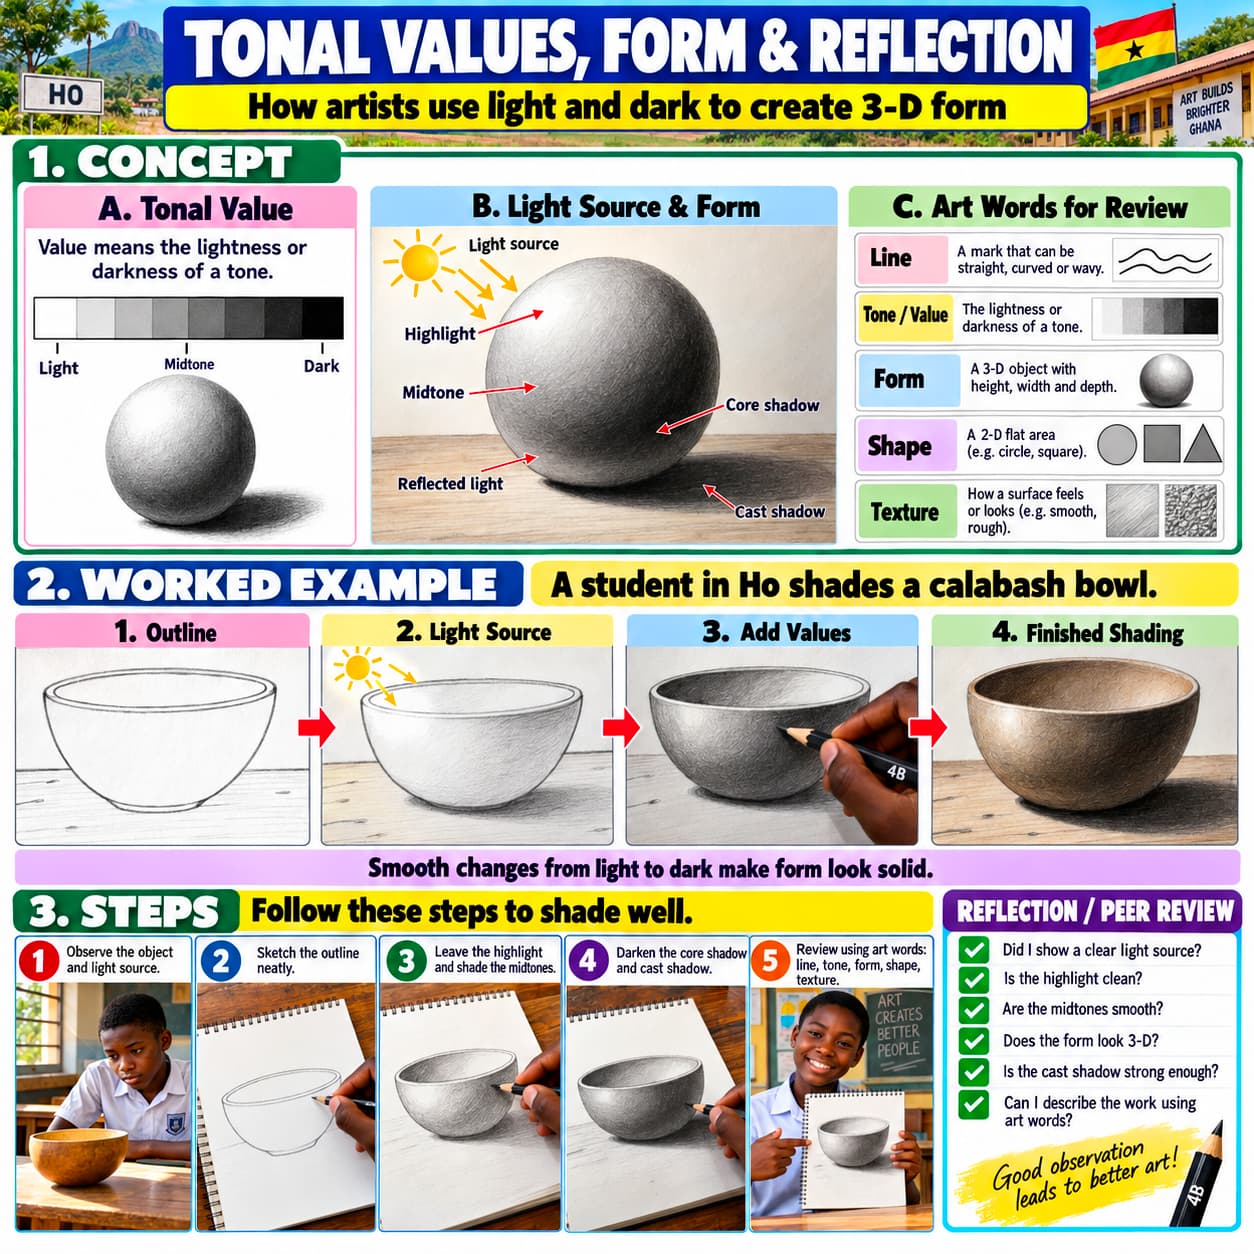 HO
TONAL VALUES, FORM & REFLECTION
How artists use light and dark to create 3-D form
ART BUILDS
BRIGHTER
GHANA
1. CONCEPT
A. Tonal Value
Value means the lightness or
darkness of a tone.
Light
Midtone
Dark
B. Light Source & Form
Light source
Highlight
Midtone
Core shadow
Reflected light
Cast shadow
C. Art Words for Review
Line
A mark that can be
straight, curved or wavy.
Tone / Value
The lightness or
darkness of a tone.
Form
A 3-D object with
height, width and depth.
Shape
A 2-D flat area
(e.g. circle, square).
Texture
How a surface feels
or looks (e.g. smooth,
rough).
2. WORKED EXAMPLE
A student in Ho shades a calabash bowl.
1. Outline
2. Light Source
3. Add Values
4B
4. Finished Shading
Smooth changes from light to dark make form look solid.
3. STEPS
Follow these steps to shade well.
1
Observe the object
and light source.
2
Sketch the outline
neatly.
3
Leave the highlight
and shade the midtones.
4
Darken the core shadow
and cast shadow.
5
Review using art words:
line, tone, form, shape,
texture.
ART
CREATES
BETTER
PEOPLE
REFLECTION / PEER REVIEW
Did I show a clear light source?
Is the highlight clean?
Are the midtones smooth?
Does the form look 3-D?
Is the cast shadow strong enough?
Can I describe the work using
art words?
Good observation
leads to better art!
4B